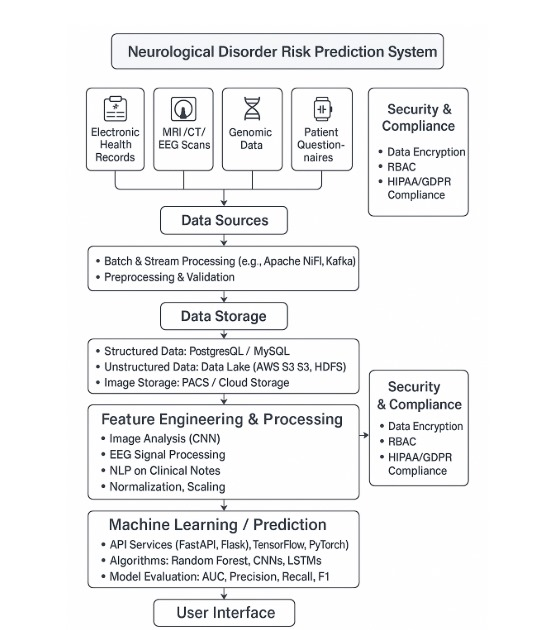 Neurological Disorder Risk Prediction System
Electronic
Health
Records
MRI/CT/
EEG Scans
Genomic
Data
Patient
Question-
naires
Security &
Compliance
• Data Encryption
• RBAC
• HIPAA/GDPR
Compliance
Data Sources
• Batch & Stream Processing (e.g., Apache NiFI, Kafka)
• Preprocessing & Validation
Data Storage
• Structured Data: PostgresQL / MySQL
• Unstructured Data: Data Lake (AWS S3 S3, HDFS)
• Image Storage: PACS / Cloud Storage
Feature Engineering & Processing
• Image Analysis (CNN)
• EEG Signal Processing
• NLP on Clinical Notes
• Normalization, Scaling
Security
& Compliance
• Data Encryption
• RBAC
• HIPAA/GDPR
Compliance
Machine Learning / Prediction
• API Services (FastAPI, Flask), TensorFlow, PyTorch)
• Algorithms: Random Forest, CNNs, LSTMs
• Model Evaluation: AUC, Precision, Recall, F1
User Interface